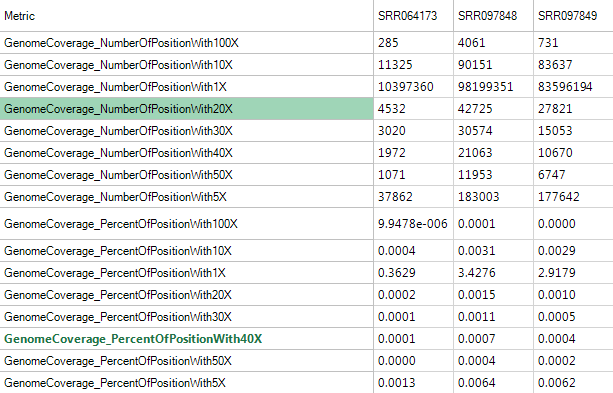 Metric SRR064173 SRR097848 SRR097849
GenomeCoverage_NumberOfPositionWith100X 285 4061 731
GenomeCoverage_NumberOfPositionWith10X 11325 90151 83637
GenomeCoverage_NumberOfPositionWith1X 10397360 98199351 83596194
GenomeCoverage_NumberOfPositionWith20X 4532 42725 27821
GenomeCoverage_NumberOfPositionWith30X 3020 30574 15053
GenomeCoverage_NumberOfPositionWith40X 1972 21063 10670
GenomeCoverage_NumberOfPositionWith50X 1071 11953 6747
GenomeCoverage_NumberOfPositionWith5X 37862 183003 177642
GenomeCoverage_PercentOfPositionWith100X 9.9478e-006 0.0001 0.0000
GenomeCoverage_PercentOfPositionWith10X 0.0004 0.0031 0.0029
GenomeCoverage_PercentOfPositionWith1X 0.3629 3.4276 2.9179
GenomeCoverage_PercentOfPositionWith20X 0.0002 0.0015 0.0010
GenomeCoverage_PercentOfPositionWith30X 0.0001 0.0011 0.0005
GenomeCoverage_PercentOfPositionWith40X 0.0001 0.0007 0.0004
GenomeCoverage_PercentOfPositionWith50X 0.0000 0.0004 0.0002
GenomeCoverage_PercentOfPositionWith5X 0.0013 0.0064 0.0062